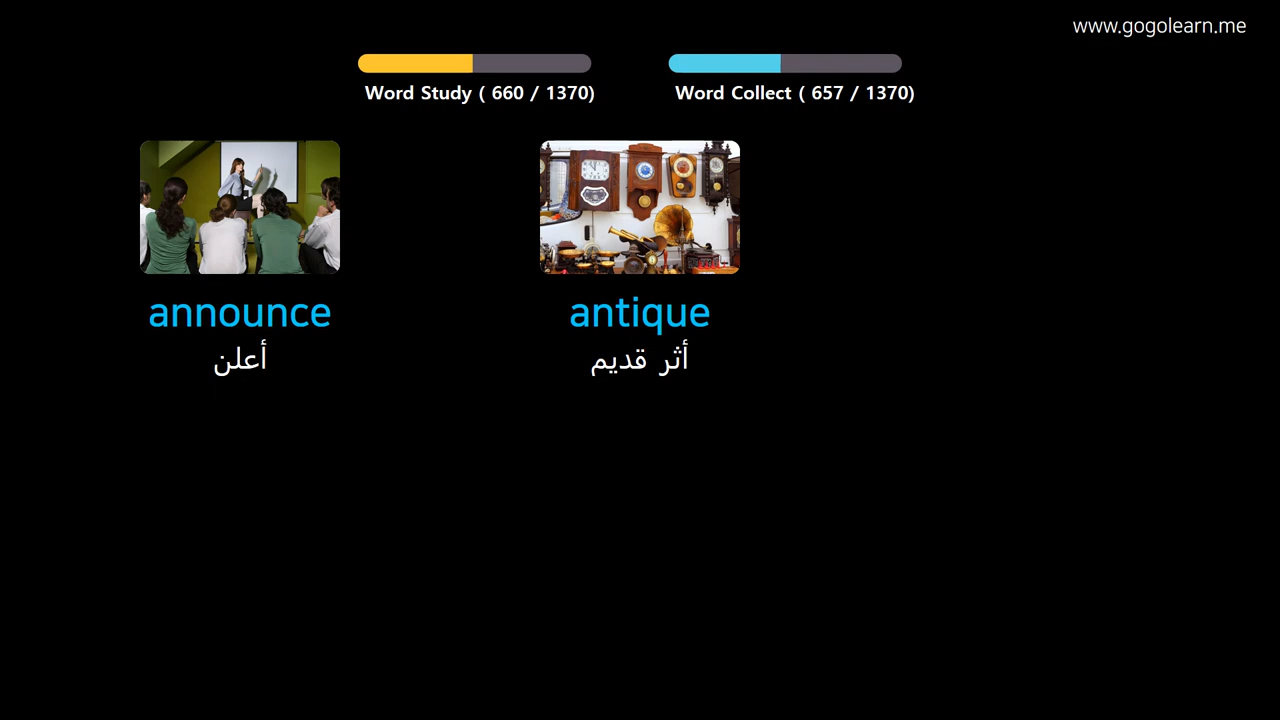 www.gogolearn.me
Word Study ( 660 / 1370)
Word Collect ( 657 / 1370)
announce
أعلن
antique
أثر قديم